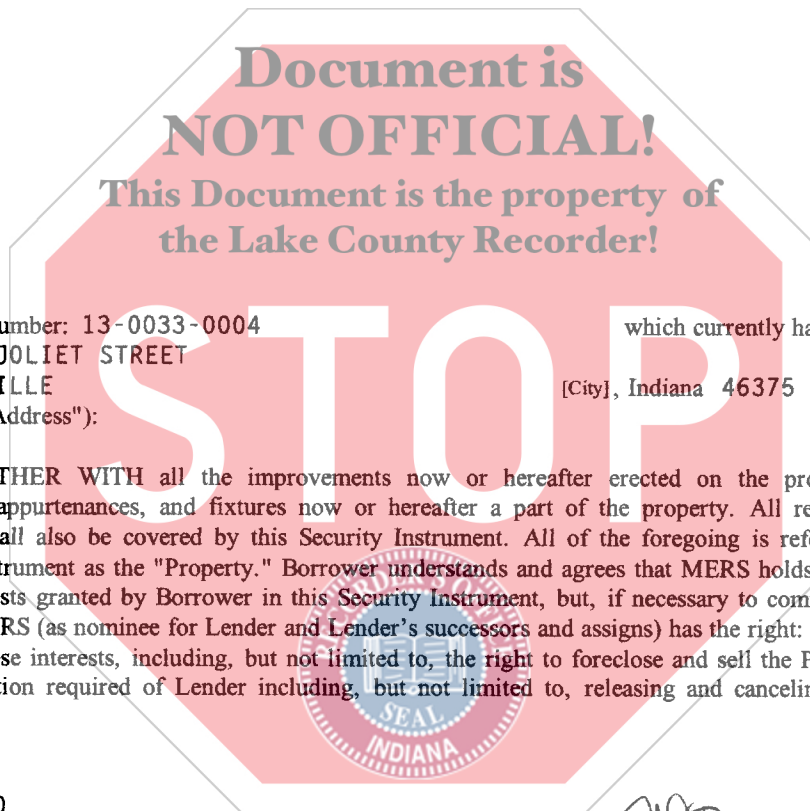 Document is
NOT OFFICIAL!
This Document is the property of
the Lake County Recorder!
STOP
umber: 13-0033-0004 which currently ha
JOLIET STREET
ILLE [City], Indiana 46375
Address"):
THER WITH all the improvements now or hereafter erected on the pro
appurtenances, and fixtures now or hereafter a part of the property. All re
all also be covered by this Security Instrument. All of the foregoing is refe
trument as the "Property." Borrower understands and agrees that MERS holds
sts granted by Borrower in this Security Instrument, but, if necessary to com
RS (as nominee for Lender and Lender's successors and assigns) has the right:
se interests, including, but not limited to, the right to foreclose and sell the P
tion required of Lender including, but not limited to, releasing and cancelin
SEAL
INDIANA